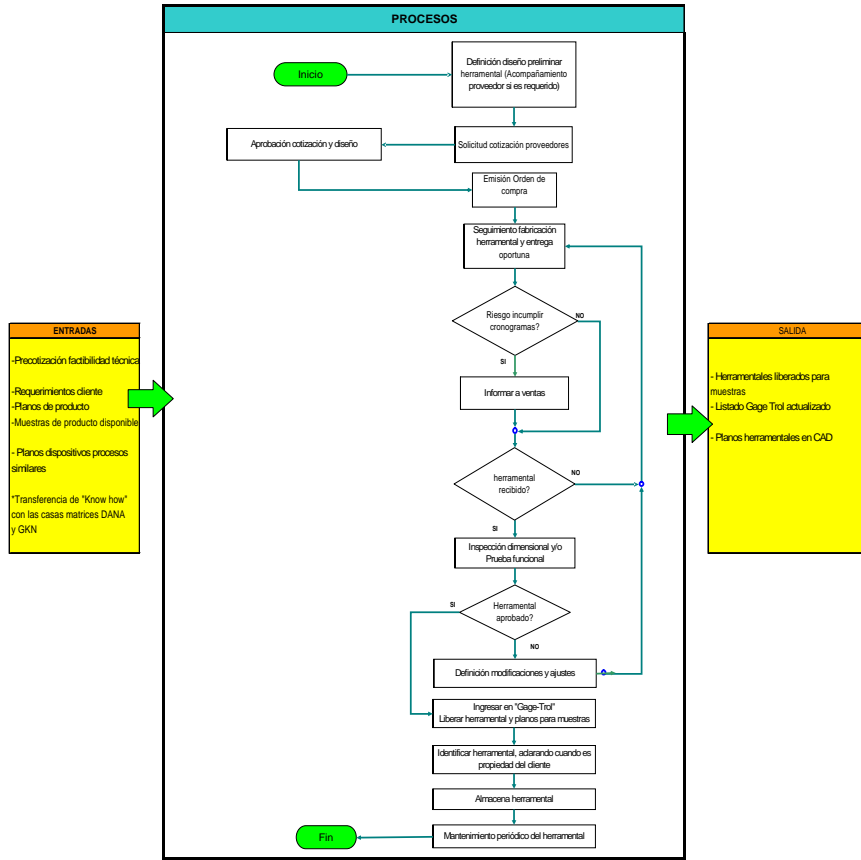 PROCESOS
Inicio
Definición diseño preliminar
herramental (Acompañamiento
proveedor si es requerido)
Aprobación cotización y diseño
Solicitud cotización proveedores
Emisión Orden de
compra
Seguimiento fabricación
herramental y entrega
oportuna
Riesgo incumplir
cronogramas?
NO
SI
Informar a ventas
herramental
recibido?
NO
SI
Inspección dimensional y/o
Prueba funcional
SI
Herramental
aprobado?
NO
Definición modificaciones y ajustes
Ingresar en "Gage-Trol"
Liberar herramental y planos para muestras
Identificar herramental, aclarando cuando es
propiedad del cliente
Almacena herramental
Fin
Mantenimiento periódico del herramental
ENTRADAS
-Precotización factibilidad técnica
-Requerimientos cliente
-Planos de producto
-Muestras de producto disponible
- Planos dispositivos procesos
similares
*Transferencia de "Know how"
con las casas matrices DANA
y GKN
SALIDA
- Herramentales liberados para
muestras
- Listado Gage Trol actualizado
- Planos herramentales en CAD